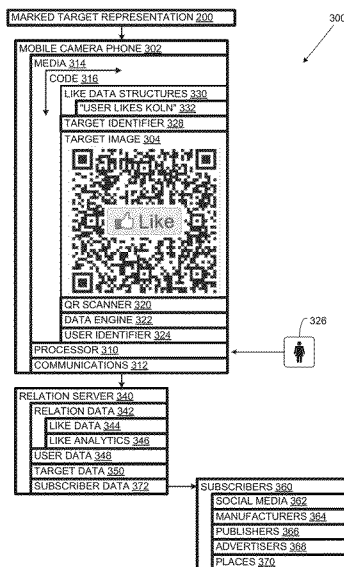 MARKED TARGET REPRESENTATION 200
300
MOBILE CAMERA PHONE 302
MEDIA 314
CODE 316
LIKE DATA STRUCTURES 330
"USER LIKES KOLN" 332
TARGET IDENTIFIER 328
TARGET IMAGE 304
Like
QR SCANNER 320
DATA ENGINE 322
USER IDENTIFIER 324
326
PROCESSOR 310
COMMUNICATIONS 312
RELATION SERVER 340
RELATION DATA 342
LIKE DATA 344
LIKE ANALYTICS 346
USER DATA 348
TARGET DATA 350
SUBSCRIBER DATA 372
SUBSCRIBERS 360
SOCIAL MEDIA 362
MANUFACTURERS 364
PUBLISHERS 366
ADVERTISERS 368
PLACES 370